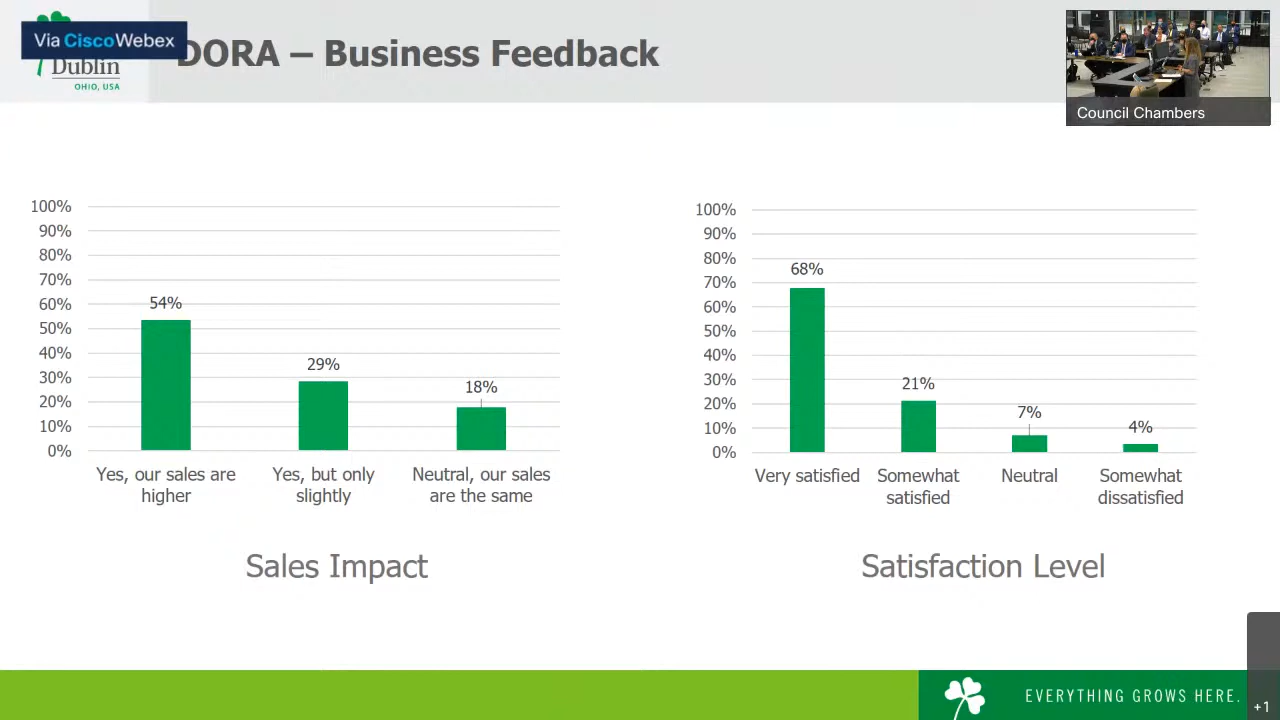 Via CiscoWebex
Dublin
OHIO, USA
DORA – Business Feedback
Council Chambers
100%
90%
80%
70%
60%
50%
40%
30%
20%
10%
0%
54%
29%
18%
Yes, our sales are
higher
Yes, but only
slightly
Neutral, our sales
are the same
Sales Impact
100%
90%
80%
70%
60%
50%
40%
30%
20%
10%
0%
68%
21%
7%
4%
Very satisfied
Somewhat
satisfied
Neutral
Somewhat
dissatisfied
Satisfaction Level
EVERYTHING GROWS HERE.
+1